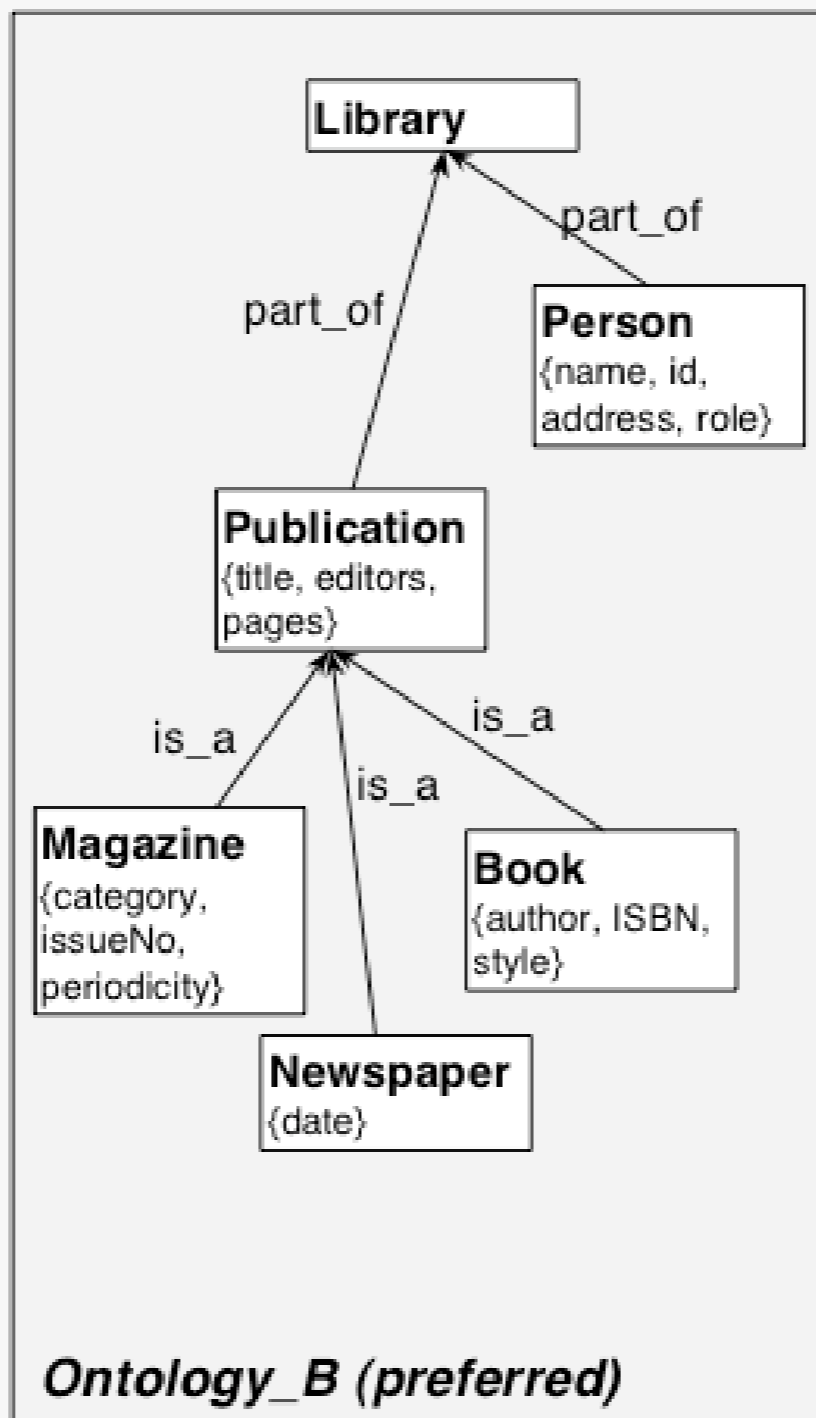 Library
part_of
part_of
Person
{name, id,
address, role}
Publication
{title, editors,
pages}
is_a
is_a
is_a
Magazine
{category,
issueNo,
periodicity}
Book
{author, ISBN,
style}
Newspaper
{date}
Ontology_B (preferred)